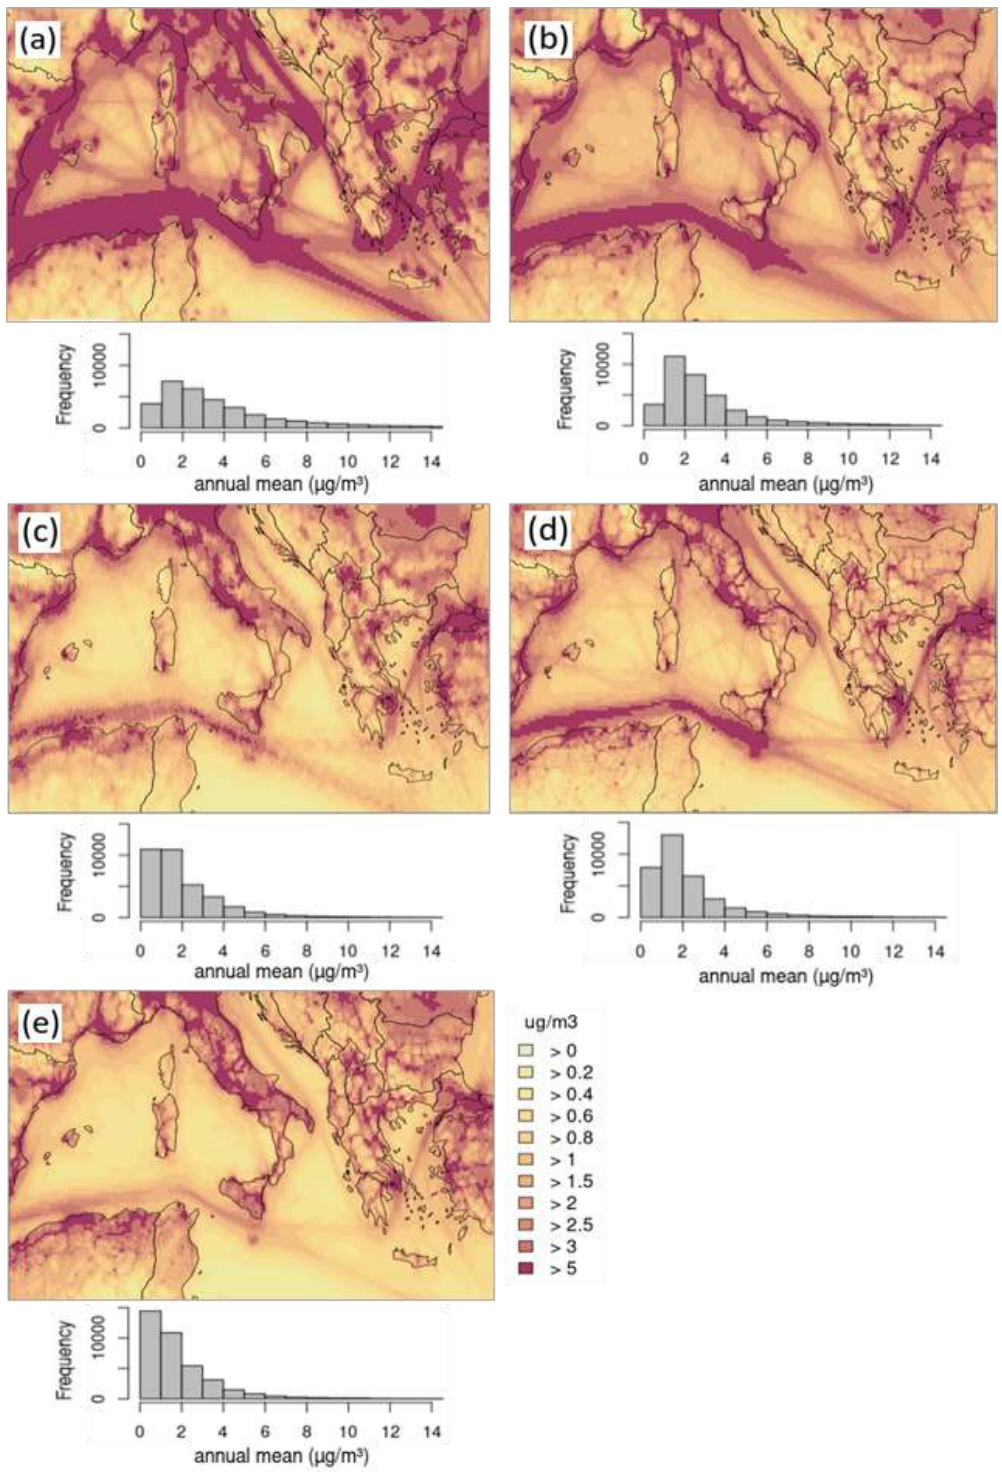 (a)
(b)
Frequency
0
10000
0 2 4 6 8 10 12 14
annual mean (µg/m³)
Frequency
0
10000
0 2 4 6 8 10 12 14
annual mean (µg/m³)
(c)
(d)
Frequency
0
10000
0 2 4 6 8 10 12 14
annual mean (µg/m³)
Frequency
0
10000
0 2 4 6 8 10 12 14
annual mean (µg/m³)
(e)
ug/m3
> 0
> 0.2
> 0.4
> 0.6
> 0.8
> 1
> 1.5
> 2
> 2.5
> 3
> 5
Frequency
0
10000
0 2 4 6 8 10 12 14
annual mean (µg/m³)